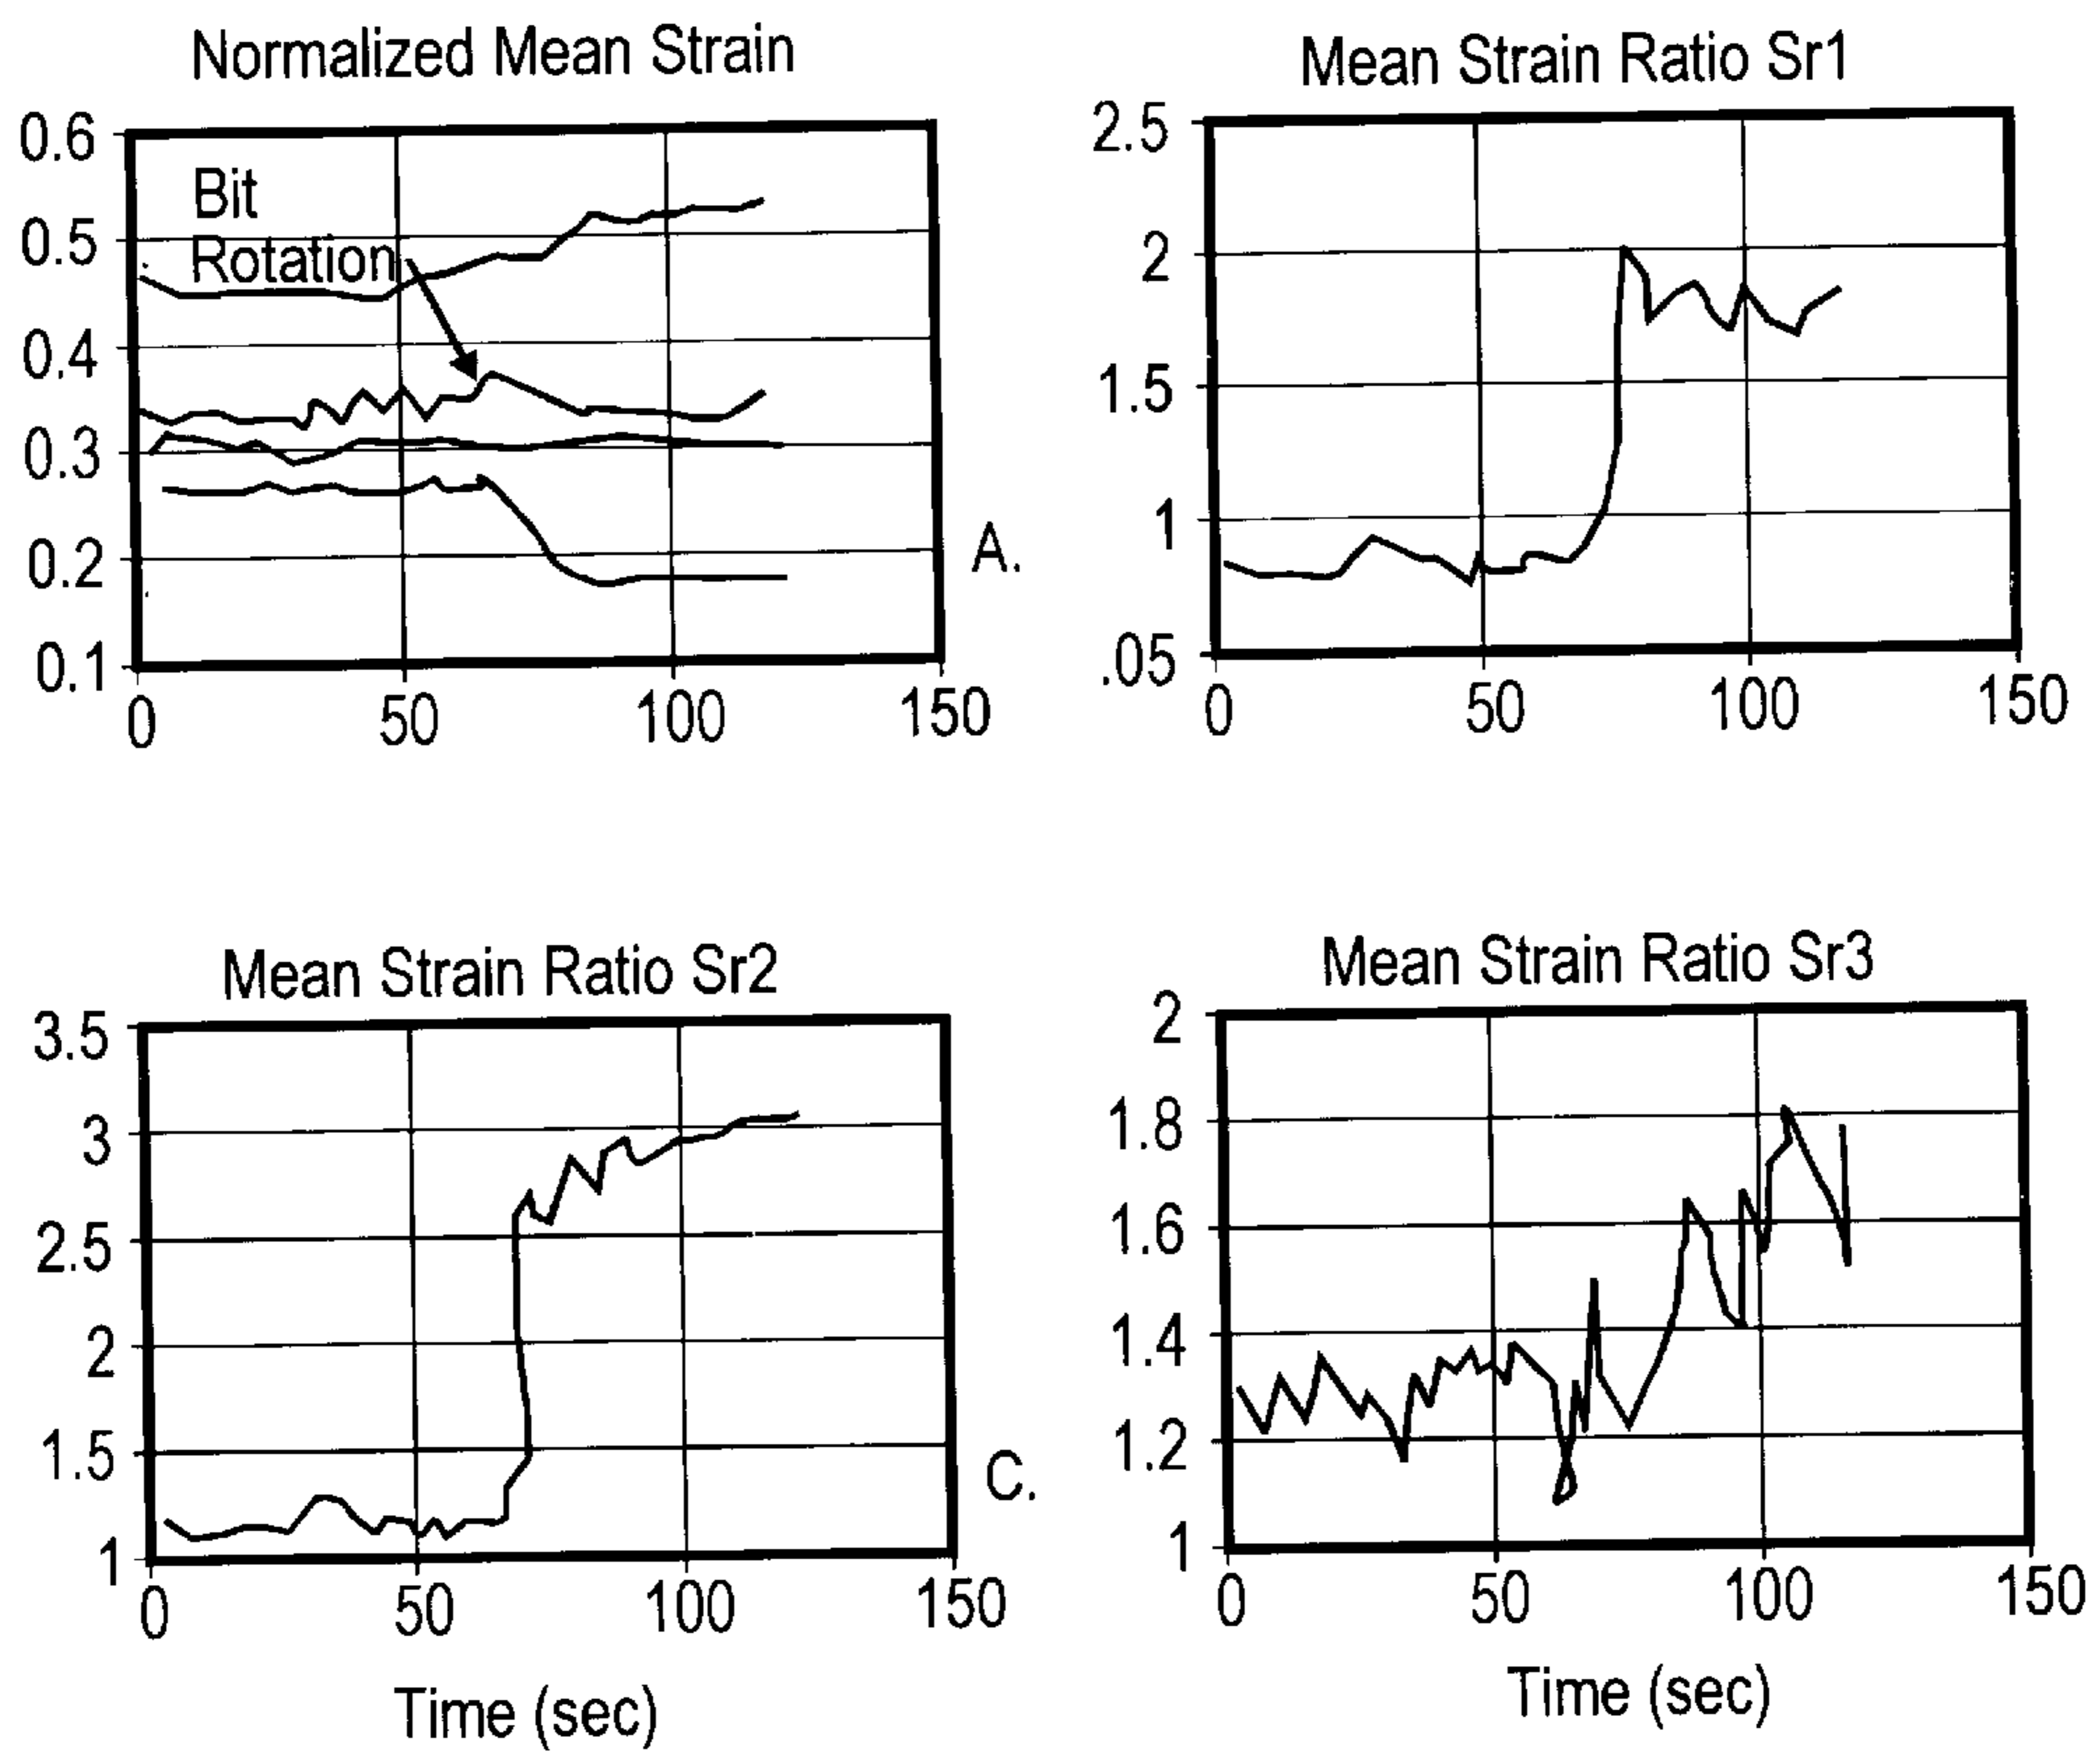 Normalized Mean Strain
0.6
0.5
0.4
0.3
0.2
0.1
Bit
Rotation
0 50 100 150
A.
Mean Strain Ratio Sr1
2.5
2
1.5
1
.05
0 50 100 150
Mean Strain Ratio Sr2
3.5
3
2.5
2
1.5
1
0 50 100 150
Time (sec)
C.
Mean Strain Ratio Sr3
2
1.8
1.6
1.4
1.2
1
0 50 100 150
Time (sec)